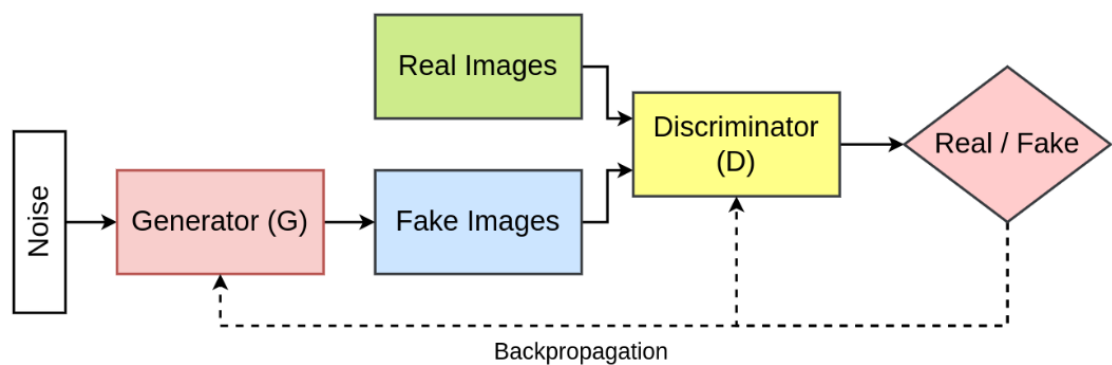 Noise
Generator (G)
Real Images
Fake Images
Discriminator
(D)
Real / Fake
Backpropagation